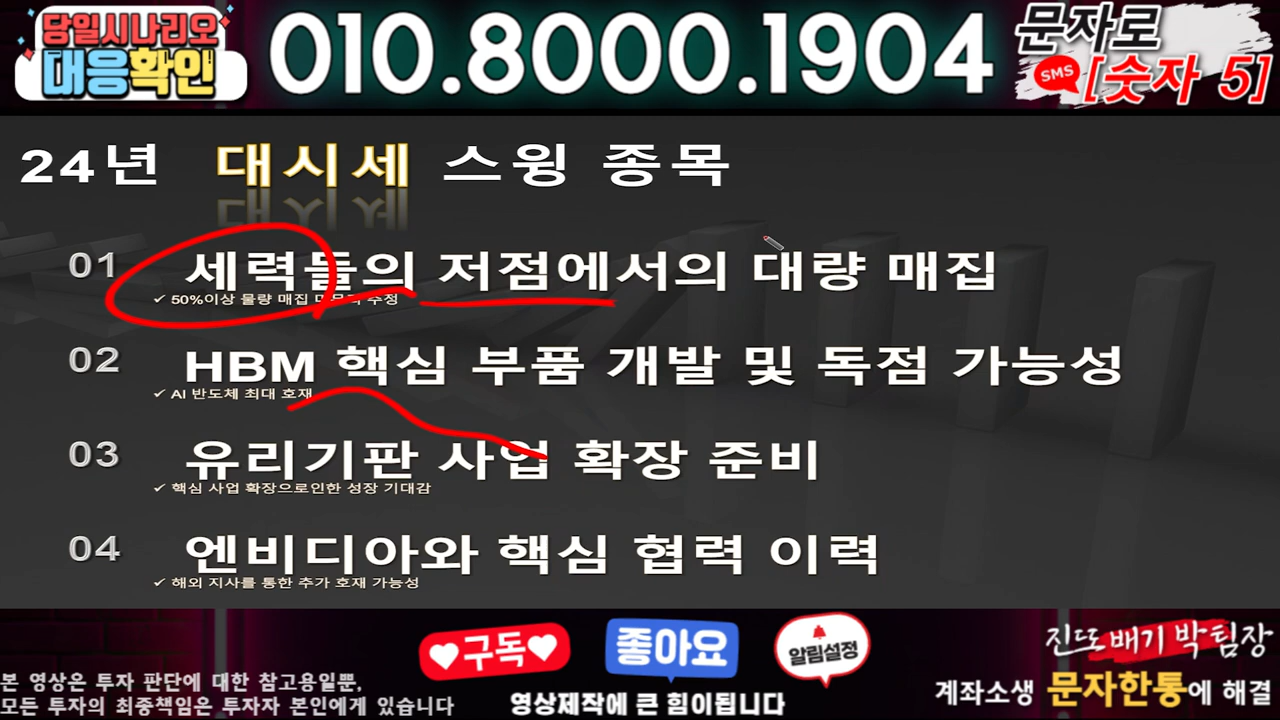 당일시나리오
대응확인
010.8000.1904
문자로
SMS
[숫자 5]
24년 대시세 스윙 종목
01 세력들의 저점에서의 대량 매집
✓ 50%이상 물량 매집 추정
02 HBM 핵심 부품 개발 및 독점 가능성
✓ AI 반도체 최대 호재
03 유리기판 사업 확장 준비
✓ 핵심 사업 확장으로인한 성장 기대감
04 엔비디아와 핵심 협력 이력
✓ 해외 지사를 통한 추가 호재 가능성
구독
좋아요
알림설정
영상제작에 큰 힘이됩니다
본 영상은 투자 판단에 대한 참고용일뿐,
모든 투자의 최종책임은 투자자 본인에게 있습니다
진또배기 박팀장
계좌소생 문자한통에 해결